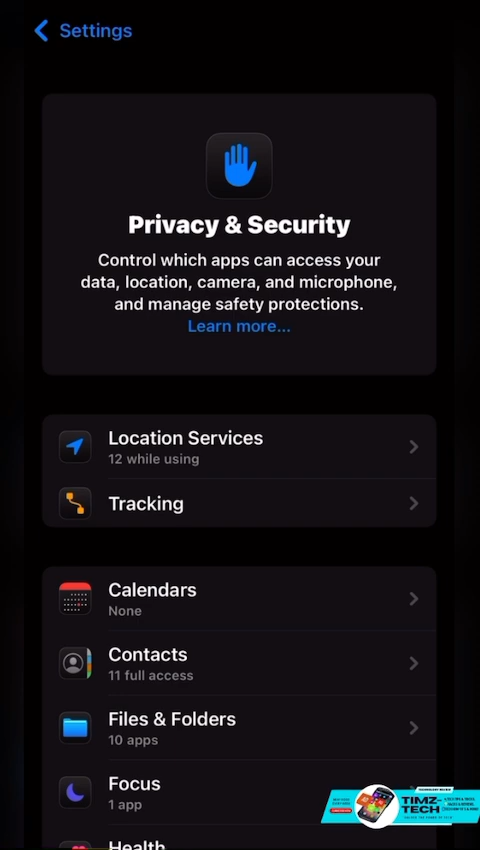 Settings
Privacy & Security
Control which apps can access your
data, location, camera, and microphone,
and manage safety protections.
Learn more...
Location Services
12 while using
Tracking
Calendars
None
Contacts
11 full access
Files & Folders
10 apps
Focus
1 app
Health
TIMZ-
TECH